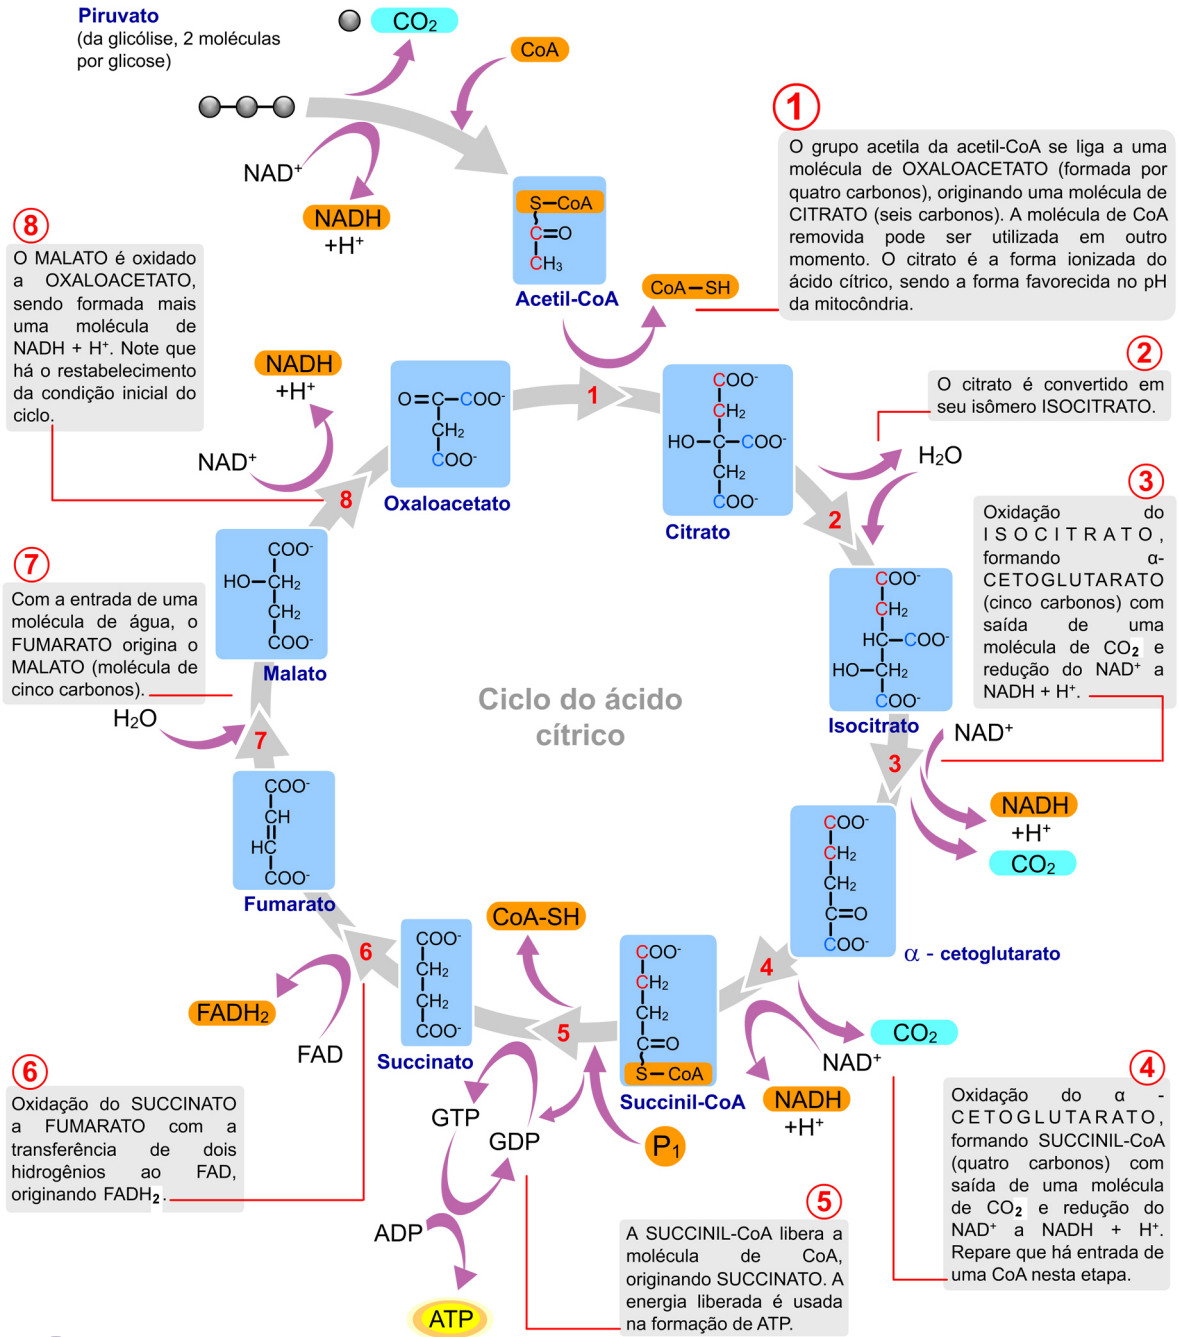 Piruvato
(da glicólise, 2 moléculas
por glicose)
CO₂
CoA
NAD⁺
NADH
+H⁺
S–CoA
C=O
CH₃
Acetil-CoA
CoA–SH
1
O grupo acetila da acetil-CoA se liga a uma
molécula de OXALOACETATO (formada por
quatro carbonos), originando uma molécula de
CITRATO (seis carbonos). A molécula de CoA
removida pode ser utilizada em outro
momento. O citrato é a forma ionizada do
ácido cítrico, sendo a forma favorecida no pH
da mitocôndria.
8
O MALATO é oxidado
a OXALOACETATO,
sendo formada mais
uma molécula de
NADH + H⁺. Note que
há o restabelecimento
da condição inicial do
ciclo.
NADH
+H⁺
NAD⁺
8
O=C–COO⁻
CH₂
COO⁻
Oxaloacetato
1
COO⁻
CH₂
HO–C–COO⁻
CH₂
COO⁻
Citrato
2
O citrato é convertido em
seu isômero ISOCITRATO.
H₂O
2
3
Oxidação do
ISOCITRATO,
formando α-
CETOGLUTARATO
(cinco carbonos) com
saída de uma
molécula de CO₂ e
redução do NAD⁺ a
NADH + H⁺.
COO⁻
CH₂
HC–COO⁻
HO–CH₂
COO⁻
Isocitrato
3
NAD⁺
NADH
+H⁺
CO₂
COO⁻
HO–CH₂
CH₂
COO⁻
Malato
7
Com a entrada de uma
molécula de água, o
FUMARATO origina o
MALATO (molécula de
cinco carbonos).
H₂O
7
Ciclo do ácido
cítrico
COO⁻
CH
HC
COO⁻
Fumarato
COO⁻
CH₂
CH₂
C=O
COO⁻
α - cetoglutarato
4
CO₂
NAD⁺
NADH
+H⁺
4
Oxidação do α -
CETOGLUTARATO,
formando SUCCINIL-CoA
(quatro carbonos) com
saída de uma molécula
de CO₂ e redução do
NAD⁺ a NADH + H⁺.
Repare que há entrada de
uma CoA nesta etapa.
COO⁻
CH₂
CH₂
C=O
S–CoA
Succinil-CoA
CoA-SH
5
P₁
GTP
GDP
ADP
ATP
5
A SUCCINIL-CoA libera a
molécula de CoA,
originando SUCCINATO. A
energia liberada é usada
na formação de ATP.
COO⁻
CH₂
CH₂
COO⁻
Succinato
6
FADH₂
FAD
6
Oxidação do SUCCINATO
a FUMARATO com a
transferência de dois
hidrogênios ao FAD,
originando FADH₂.